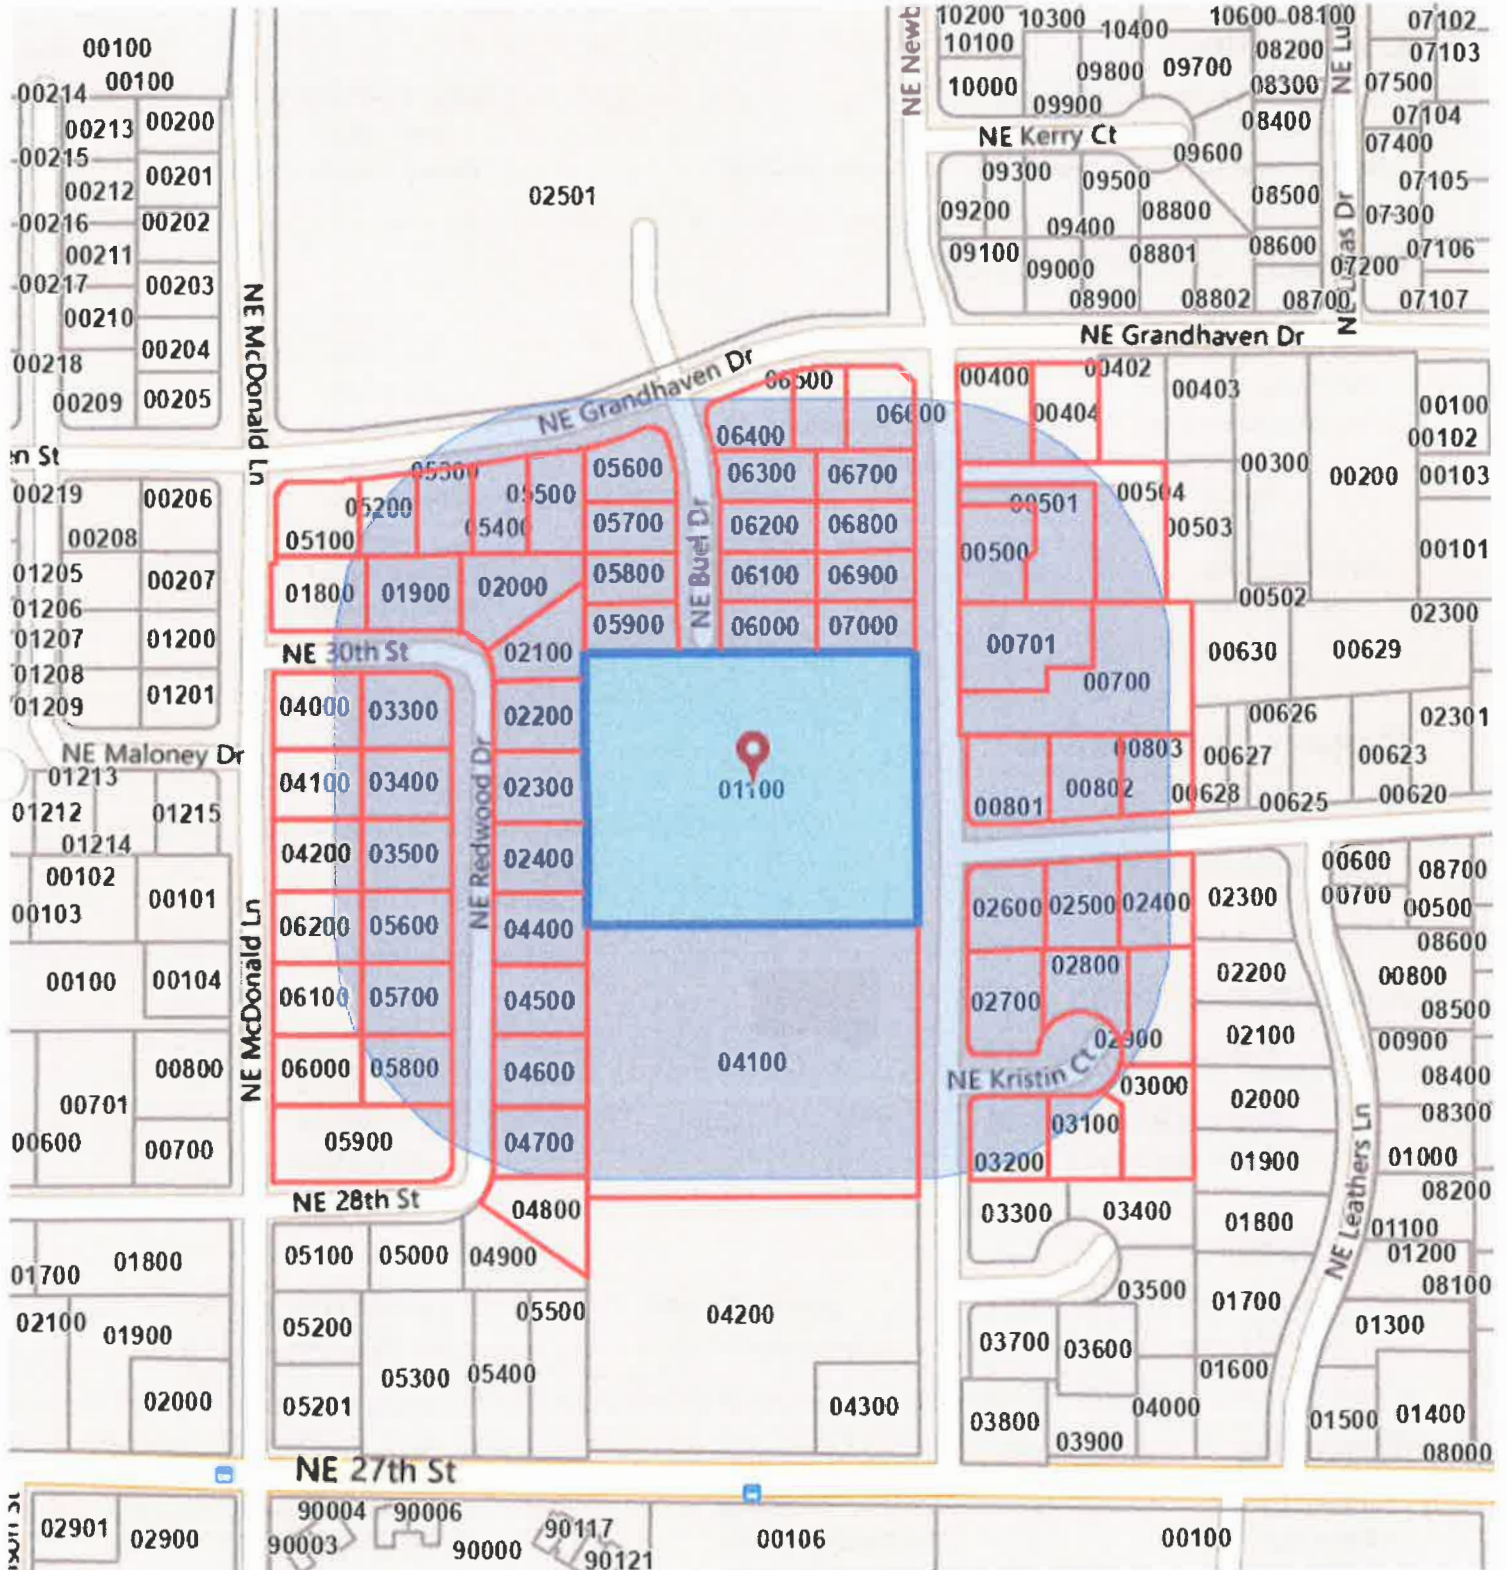 00100
00100
00214
00213 00200
00215
00212 00201
00216 00202
00211
00217 00203
00210
00218 00204
00209 00205
en St
00219 00206
00208
01205 00207
01206
01207 01200
01208
01209 01201
NE Maloney Dr
01213
01212 01215
01214
00102
00103 00101
00100 00104
00800
00701
00600 00700
01800
01700
02100 01900
02000
02901 02900
NE McDonald Ln
NE McDonald Ln
02501
NE Grandhaven Dr
NE Grandhaven Dr
NE Newb
10200 10300 10400 10600 08100
10100
10000 09800 09700 08200
09900 08300
NE Kerry Ct 08400
09600
09300 09500
09200 09400 08800 08500
09100 09000 08801 08600
08900 08802 08700
NE Lu
NE Lucas Dr
07102
07103
07500
07104
07400
07105
07300
07106
07200
07107
05100 05200 05300 05400 05500 05600
05700
05800
05900
01800 01900 02000
02100
NE 30th St
NE Buel Dr
06400 06500 06600
06300 06700
06200 06800
06100 06900
06000 07000
00400 00402 00403
00404
00300 00200
00100
00102
00103
00501 00504
00503
00500
00101
00502
02300
00701 00700
00630 00629
00626 02301
00803 00627 00623
00801 00802 00628 00625 00620
04000 03300 02200
04100 03400 02300
04200 03500 02400
06200 05600 04400
06100 05700 04500
06000 05800 04600
05900 04700
NE Redwood Dr
01100
04100
NE 28th St
04800
05100 05000 04900
05200 05500
05300 05400
05201
04200
04300
02600 02500 02400 02300
02700 02800 02200
02900 02100
NE Kristin Ct
03000 02000
03100
03200 01900
03300 03400 01800
03500 01700
03700 03600
01600
03800 04000
03900
NE Leathers Ln
00600 08700
00700 00500
08600
00800
08500
00900
08400
08300
01000
08200
01100
01200
08100
01300
01500 01400
08000
NE 27th St
90004 90006
90003 90000
90117
90121
00106
00100